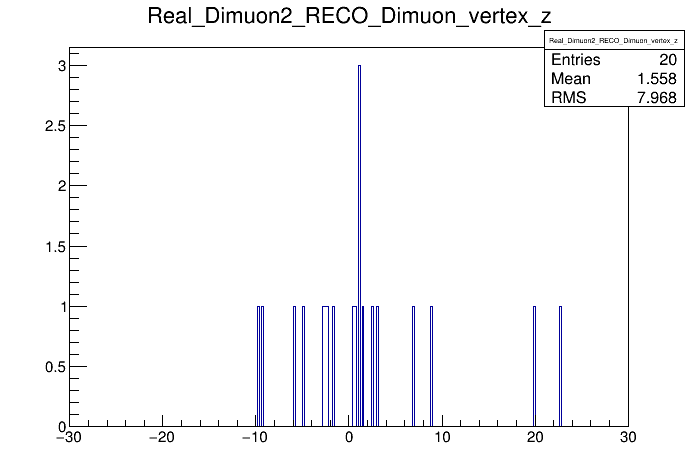 Real_Dimuon2_RECO_Dimuon_vertex_z
Real_Dimuon2_RECO_Dimuon_vertex_z
Entries 20
Mean 1.558
RMS 7.968
3
2.5
2
1.5
1
0.5
0
−30 −20 −10 0 10 20 30